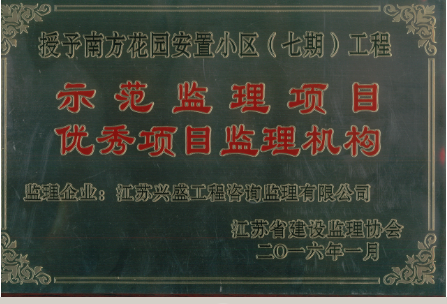 授予南方花园安置小区（七期）工程
示范监理项目
优秀项目监理机构
监理企业：江苏兴盛工程咨询监理有限公司
江苏省建设监理协会
二〇一六年一月